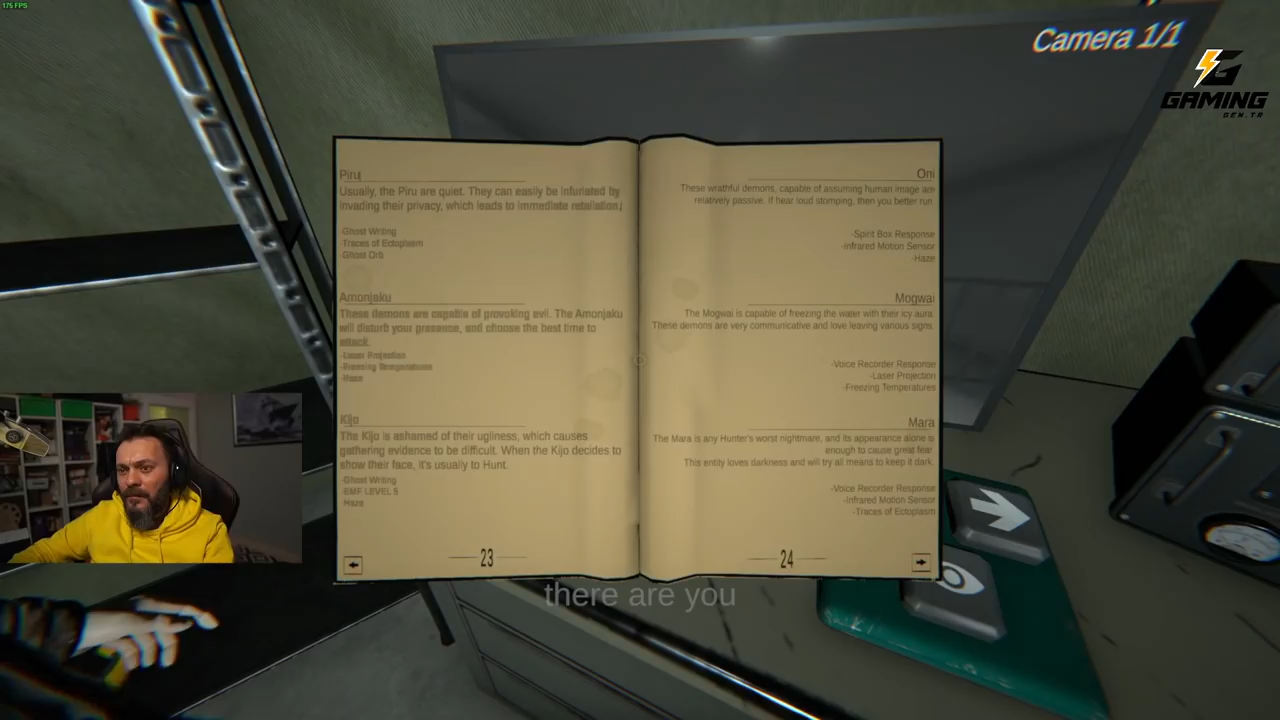 175 FPS
Camera 1/1
GAMING
GEN.TR
Piru
Usually, the Piru are quiet. They can easily be infuriated by
invading their privacy, which leads to immediate retaliation.
-Ghost Writing
-Traces of Ectoplasm
-Ghost Orb
Amonjaku
These demons are capable of provoking evil. The Amonjaku
will disturb your presence, and choose the best time to
attack.
-Laser Projection
-Freezing Temperatures
-Haze
Kijo
The Kijo is ashamed of their ugliness, which causes
gathering evidence to be difficult. When the Kijo decides to
show their face, it's usually to Hunt.
-Ghost Writing
-EMF LEVEL 5
-Haze
23
Oni
These wrathful demons, capable of assuming human image are
relatively passive. If hear loud stomping, then you better run.
-Spirit Box Response
-Infrared Motion Sensor
-Haze
Mogwai
The Mogwai is capable of freezing the water with their icy aura.
These demons are very communicative and love leaving various signs.
-Voice Recorder Response
-Laser Projection
-Freezing Temperatures
Mara
The Mara is any Hunter's worst nightmare, and its appearance alone is
enough to cause great fear.
This entity loves darkness and will try all means to keep it dark.
-Voice Recorder Response
-Infrared Motion Sensor
-Traces of Ectoplasm
24
there are you